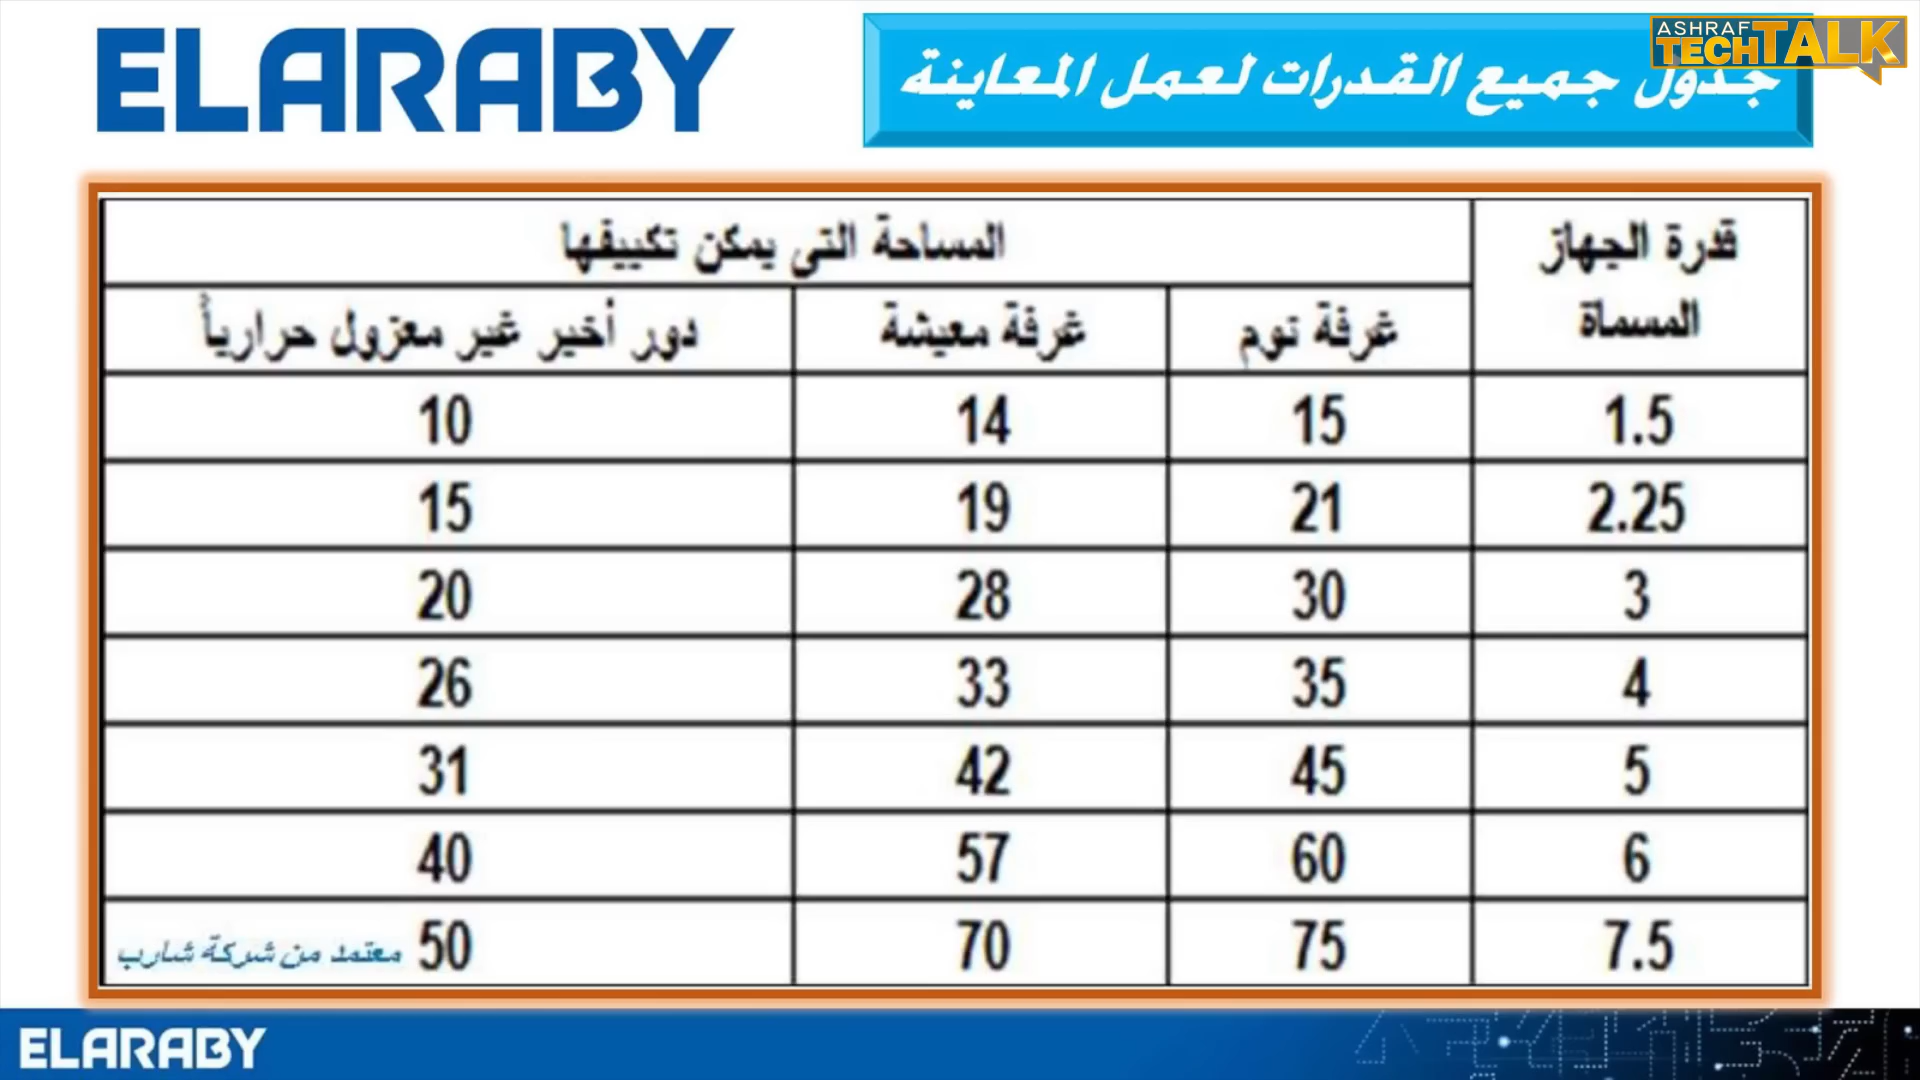 ELARABY
جدول جميع القدرات لعمل المعاينة
ASHRAF
TECHTALK
قدرة الجهاز المسماة
المساحة التي يمكن تكييفها
غرفة نوم
غرفة معيشة
دور أخير غير معزول حرارياً
1.5 15 14 10
2.25 21 19 15
3 30 28 20
4 35 33 26
5 45 42 31
6 60 57 40
7.5 75 70 50
معتمد من شركة شارب
ELARABY